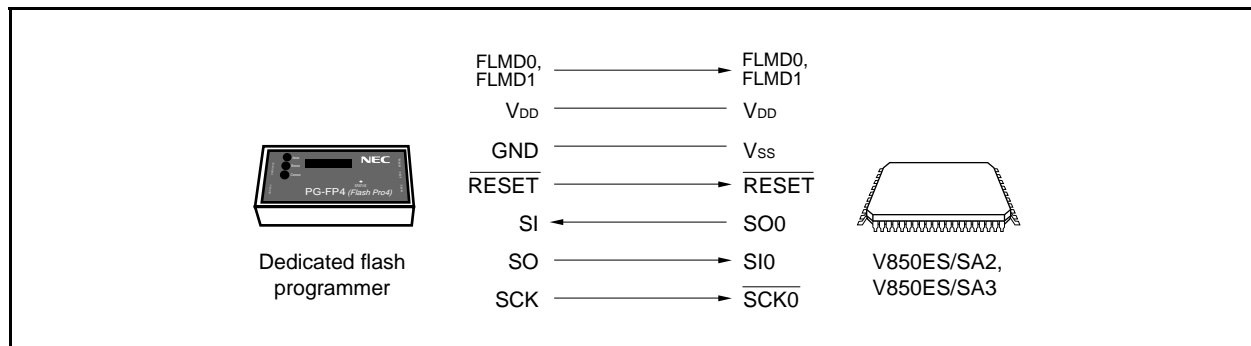 FLMD0, FLMD0,
FLMD1 FLMD1
VDD VDD
GND VSS
RESET RESET
SI SO0
SO SI0
SCK SCK0
NEC
PG-FP4 (Flash Pro4)
Dedicated flash
programmer
V850ES/SA2,
V850ES/SA3